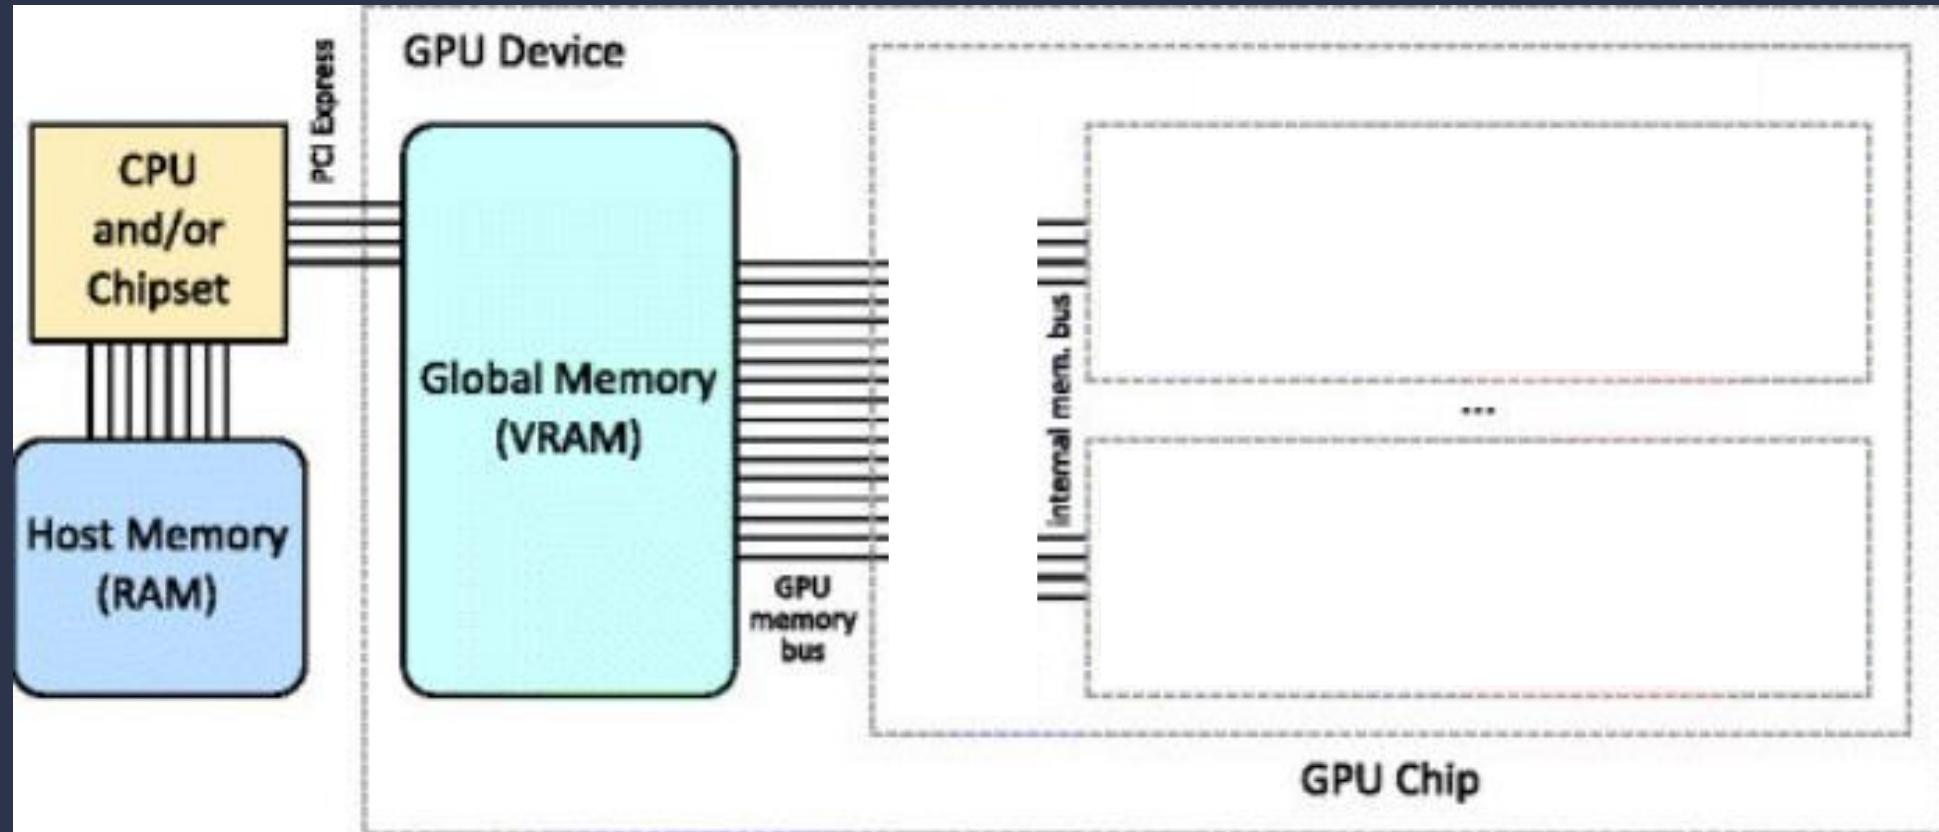 PCI Express
GPU Device
CPU
and/or
Chipset
Global Memory
(VRAM)
Host Memory
(RAM)
GPU
memory
bus
internal mem. bus
...
GPU Chip